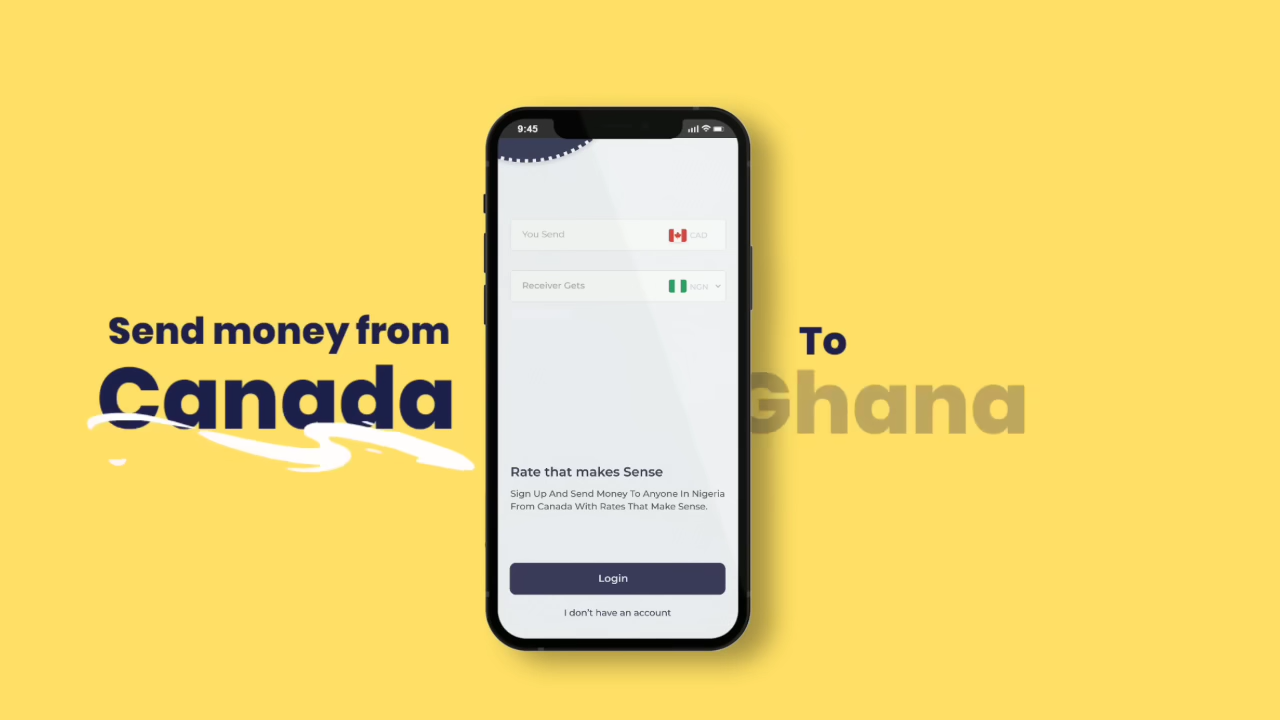 Send money from
Canada
9:45
You Send
CAD
Receiver Gets
NGN
Rate that makes Sense
Sign Up And Send Money To Anyone In Nigeria
From Canada With Rates That Make Sense.
Login
I don't have an account
To
Ghana